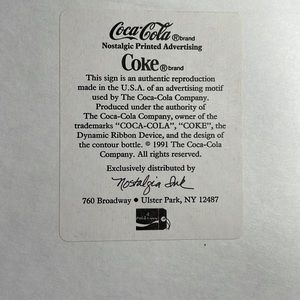 Coca-Cola ® brand
Nostalgic Printed Advertising
Coke ® brand
This sign is an authentic reproduction
made in the U.S.A. of an advertising motif
used by The Coca-Cola Company.
Produced under the authority of
The Coca-Cola Company, owner of the
trademarks "COCA-COLA", "COKE", the
Dynamic Ribbon Device, and the design of
the contour bottle. © 1991 The Coca-Cola
Company. All rights reserved.
Exclusively distributed by
Nostalgia Ink
760 Broadway • Ulster Park, NY 12487